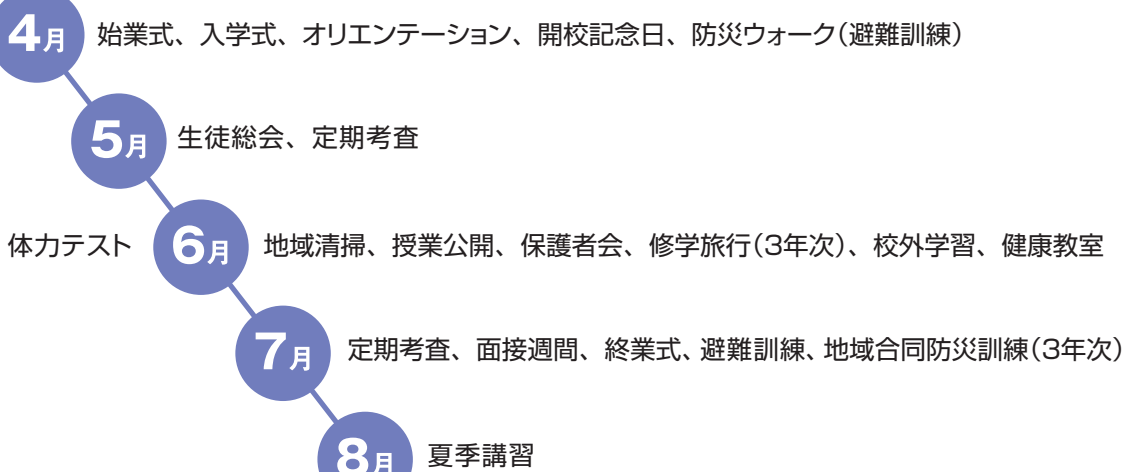 4月 始業式、入学式、オリエンテーション、開校記念日、防災ウォーク(避難訓練)
5月 生徒総会、定期考査
体力テスト 6月 地域清掃、授業公開、保護者会、修学旅行(3年次)、校外学習、健康教室
7月 定期考査、面接週間、終業式、避難訓練、地域合同防災訓練(3年次)
8月 夏季講習